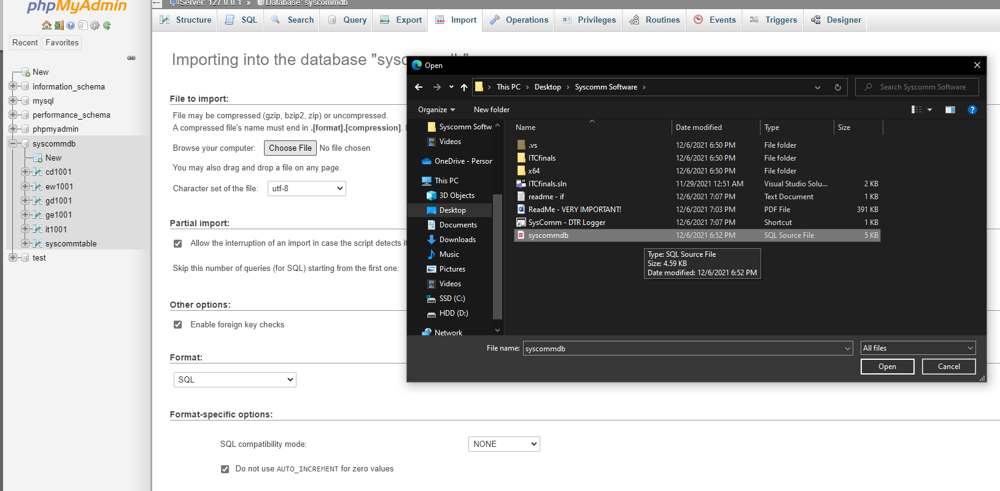 phpMyAdmin
Recent Favorites
New
information_schema
mysql
performance_schema
phpmyadmin
syscommdb
New
cd1001
ew1001
gd1001
ge1001
it1001
syscommtable
test
Server: 127.0.0.1 » Database: syscommdb
Structure SQL Search Query Export Import Operations Privileges Routines Events Triggers Designer
Importing into the database "sysc
File to import:
File may be compressed (gzip, bzip2, zip) or uncompressed.
A compressed file's name must end in .[format].[compression].
Browse your computer: Choose File No file chosen
You may also drag and drop a file on any page.
Character set of the file: utf-8
Partial import:
Allow the interruption of an import in case the script detects it
Skip this number of queries (for SQL) starting from the first one:
Other options:
Enable foreign key checks
Format:
SQL
Format-specific options:
SQL compatibility mode: NONE
Do not use AUTO_INCREMENT for zero values
Open
This PC › Desktop › Syscomm Software ›
Search Syscomm Software
Organize New folder
Syscomm Softw
Videos
OneDrive - Person
This PC
3D Objects
Desktop
Documents
Downloads
Music
Pictures
Videos
SSD (C:)
HDD (D:)
Network
Name Date modified Type Size
.vs 12/6/2021 6:50 PM File folder
ITCfinals 12/6/2021 6:50 PM File folder
x64 12/6/2021 6:50 PM File folder
ITCfinals.sln 11/29/2021 12:51 AM Visual Studio Solu... 2 KB
readme - if 12/6/2021 7:07 PM Text Document 1 KB
ReadMe - VERY IMPORTANT! 12/6/2021 7:03 PM PDF File 391 KB
SysComm - DTR Logger 12/6/2021 7:07 PM Shortcut 1 KB
syscommdb 12/6/2021 6:52 PM SQL Source File 5 KB
Type: SQL Source File
Size: 4.59 KB
Date modified: 12/6/2021 6:52 PM
File name: syscommdb All files
Open Cancel